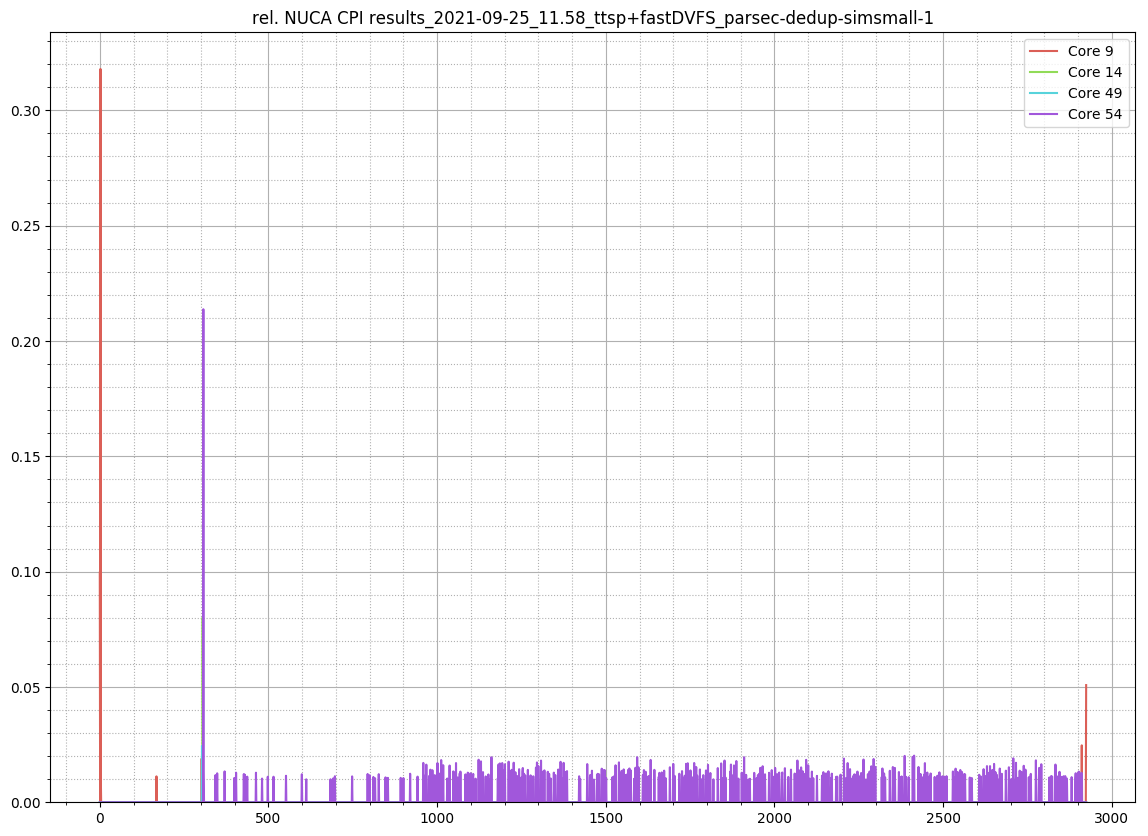 rel. NUCA CPI results_2021-09-25_11.58_ttsp+fastDVFS_parsec-dedup-simsmall-1
Core 9
Core 14
Core 49
Core 54
0.30
0.25
0.20
0.15
0.10
0.05
0.00
0 500 1000 1500 2000 2500 3000